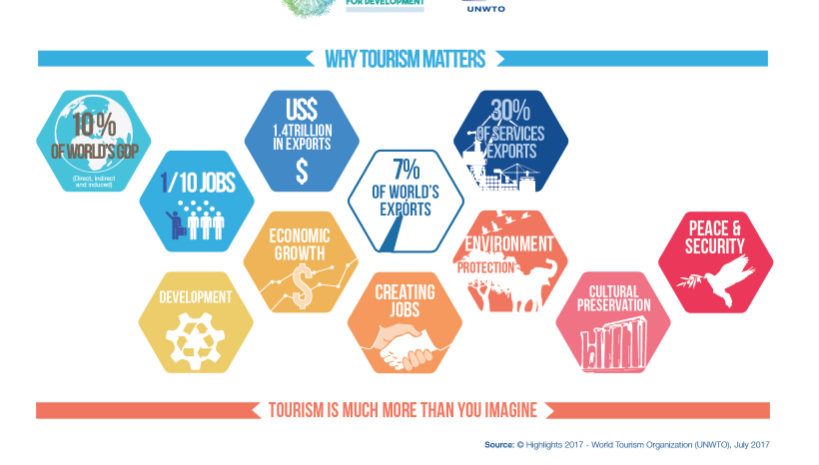 FOR DEVELOPMENT
UNWTO
WHY TOURISM MATTERS
10%
OF WORLD'S GDP
(Direct, indirect
and induced)
1/10 JOBS
US$
1.4TRILLION
IN EXPORTS
$
7%
OF WORLD'S
EXPORTS
30%
OF SERVICES
EXPORTS
DEVELOPMENT
ECONOMIC
GROWTH
$
CREATING
JOBS
ENVIRONMENT
PROTECTION
CULTURAL
PRESERVATION
PEACE &
SECURITY
TOURISM IS MUCH MORE THAN YOU IMAGINE
Source: © Highlights 2017 - World Tourism Organization (UNWTO), July 2017